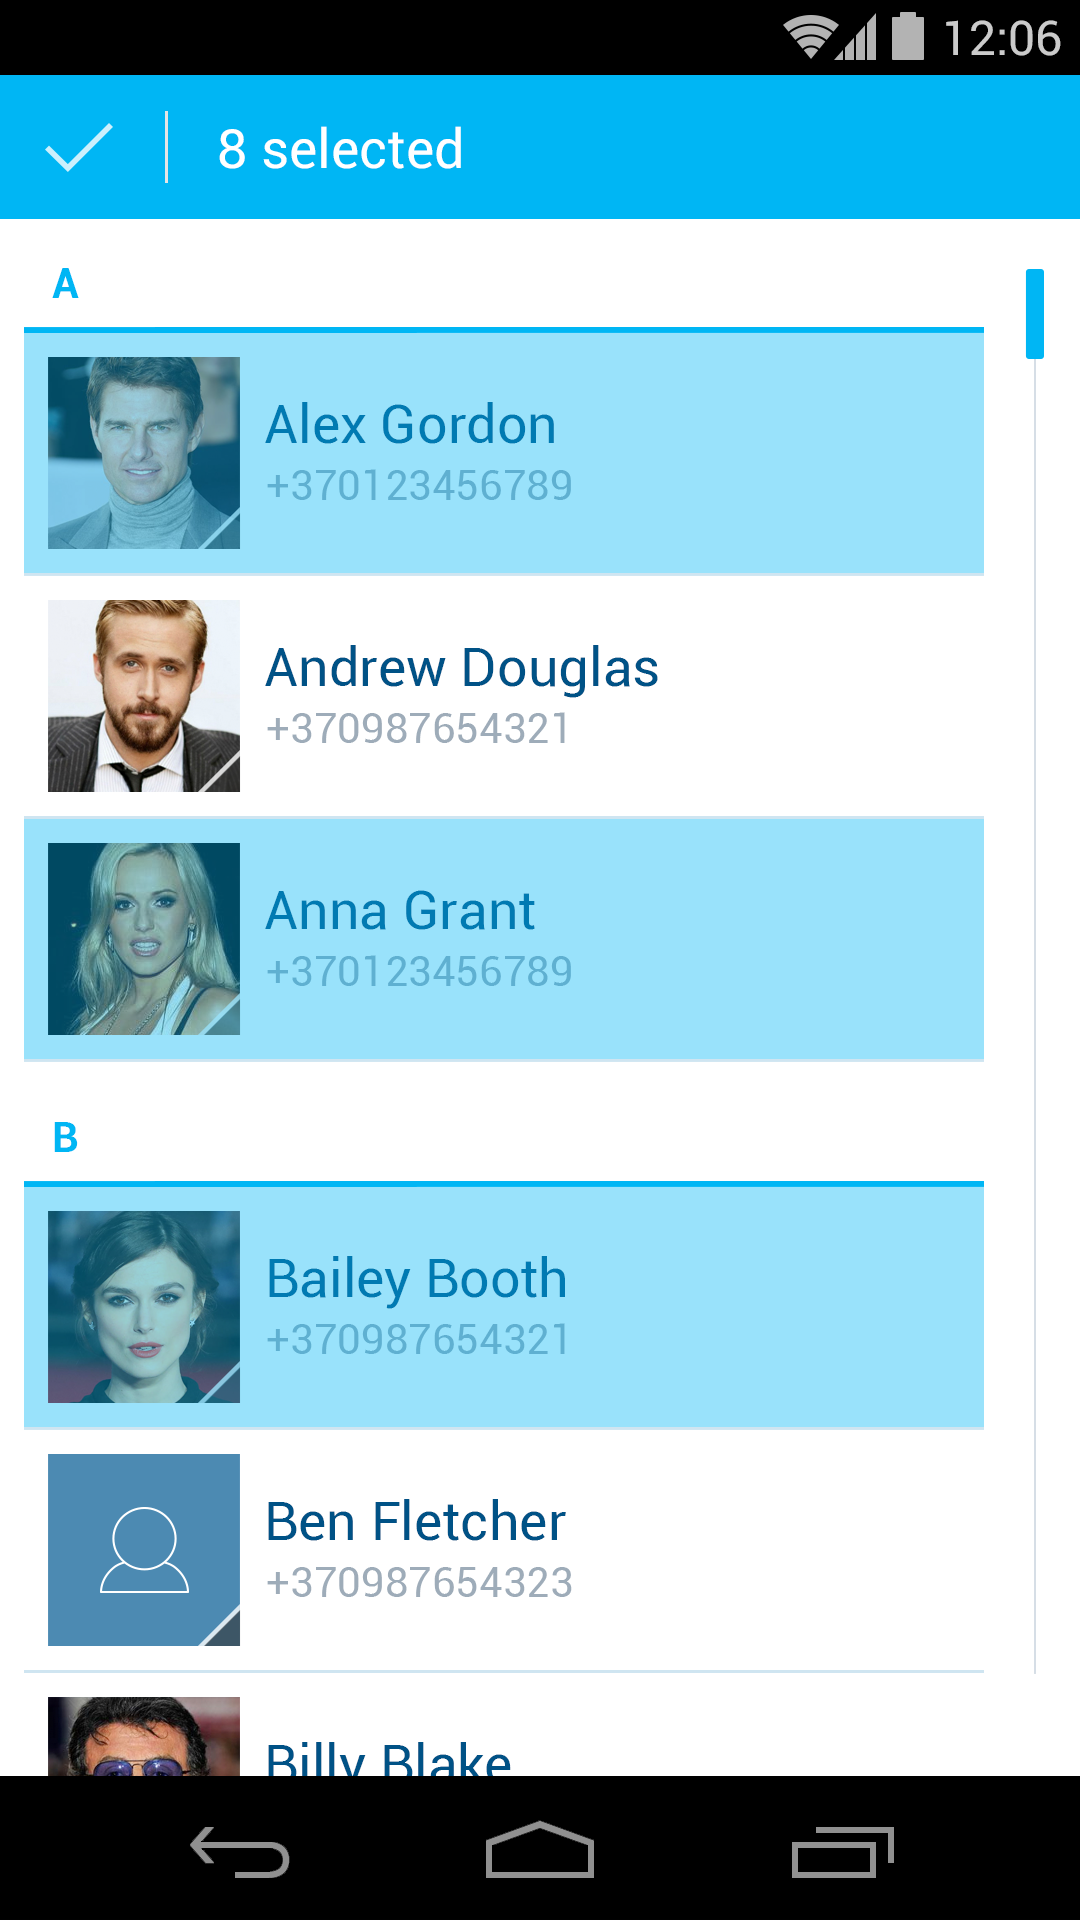 12:06
8 selected
A
Alex Gordon
+370123456789
Andrew Douglas
+370987654321
Anna Grant
+370123456789
B
Bailey Booth
+370987654321
Ben Fletcher
+370987654323
Billy Blake